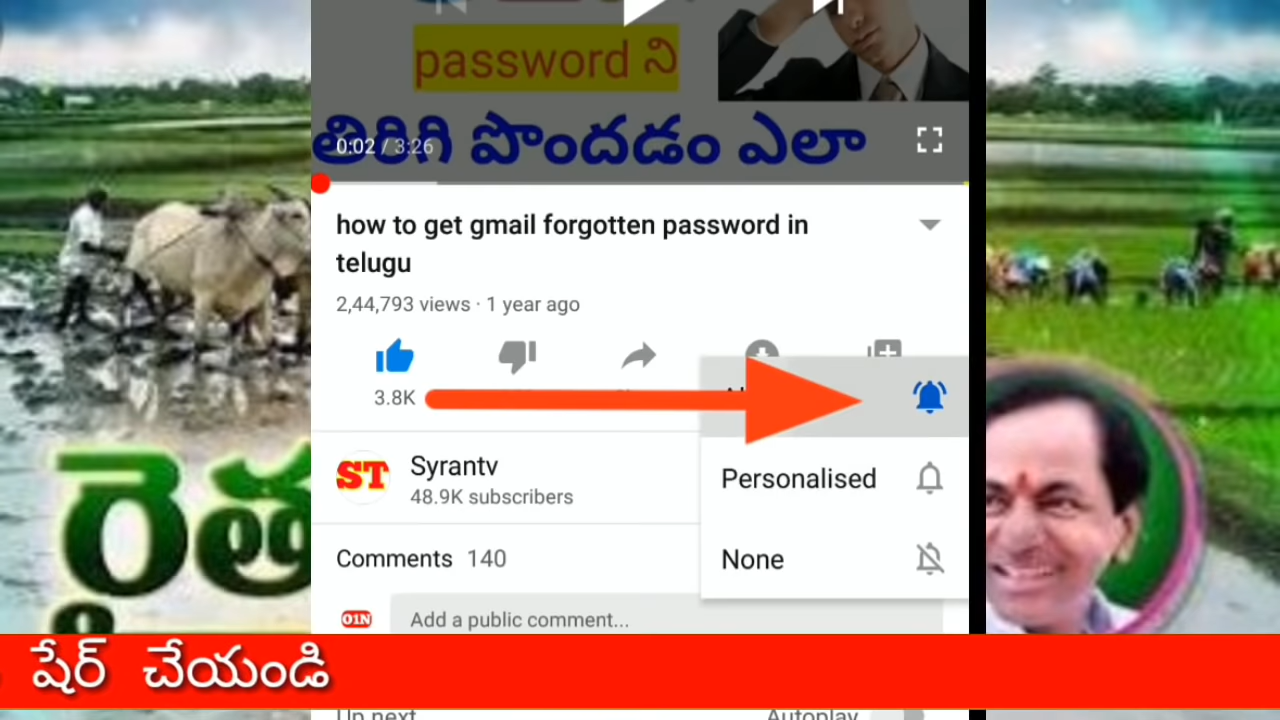 password ని
తిరిగి పొందడం ఎలా
0:02 / 3:26
how to get gmail forgotten password in
telugu
2,44,793 views · 1 year ago
3.8K
ST
Syrantv
48.9K subscribers
Personalised
None
Comments 140
01N
Add a public comment...
రైత
షేర్ చేయండి
Up next
Autoplay